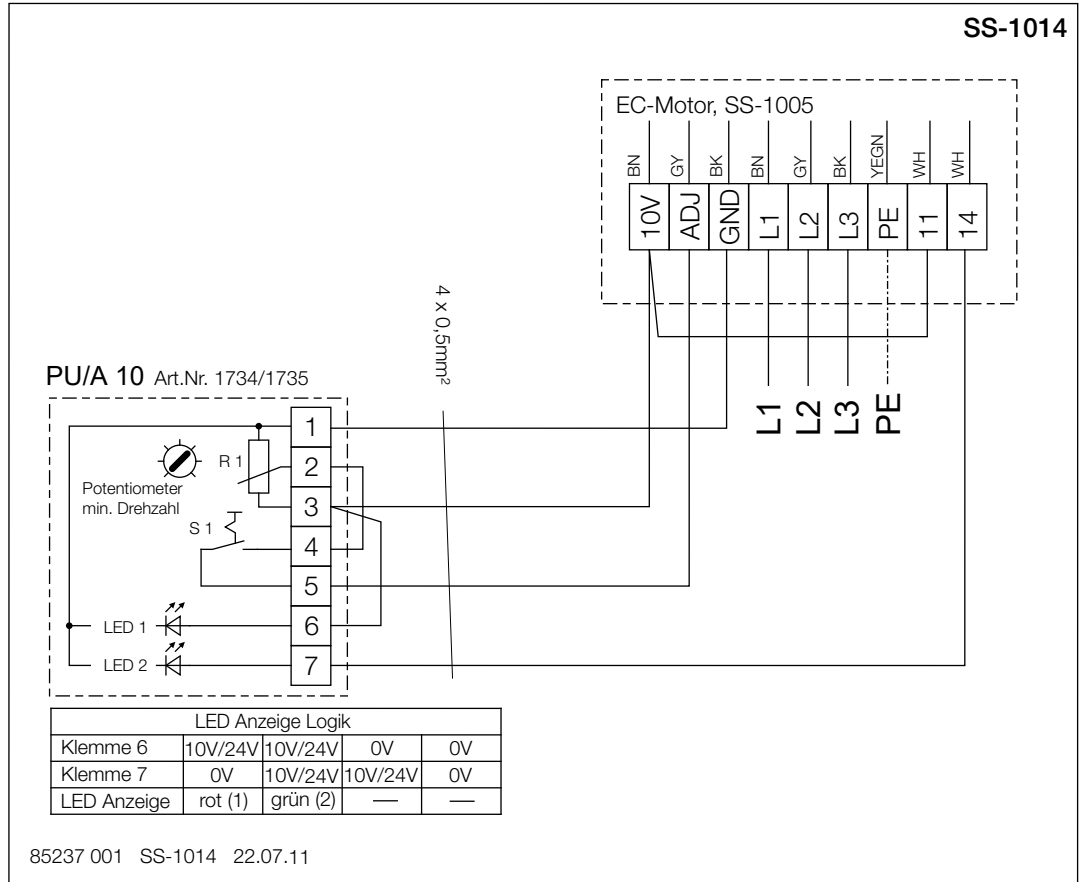 SS-1014
EC-Motor, SS-1005
BN GY BK BN GY BK YEGN WH WH
10V ADJ GND L1 L2 L3 PE 11 14
4 x 0,5mm²
L1 L2 L3 PE
PU/A 10 Art.Nr. 1734/1735
1
R 1 2
Potentiometer
min. Drehzahl
3
S 1
4
5
LED 1 6
LED 2 7
LED Anzeige Logik
Klemme 6 10V/24V 10V/24V 0V 0V
Klemme 7 0V 10V/24V 10V/24V 0V
LED Anzeige rot (1) grün (2) — —
85237 001 SS-1014 22.07.11